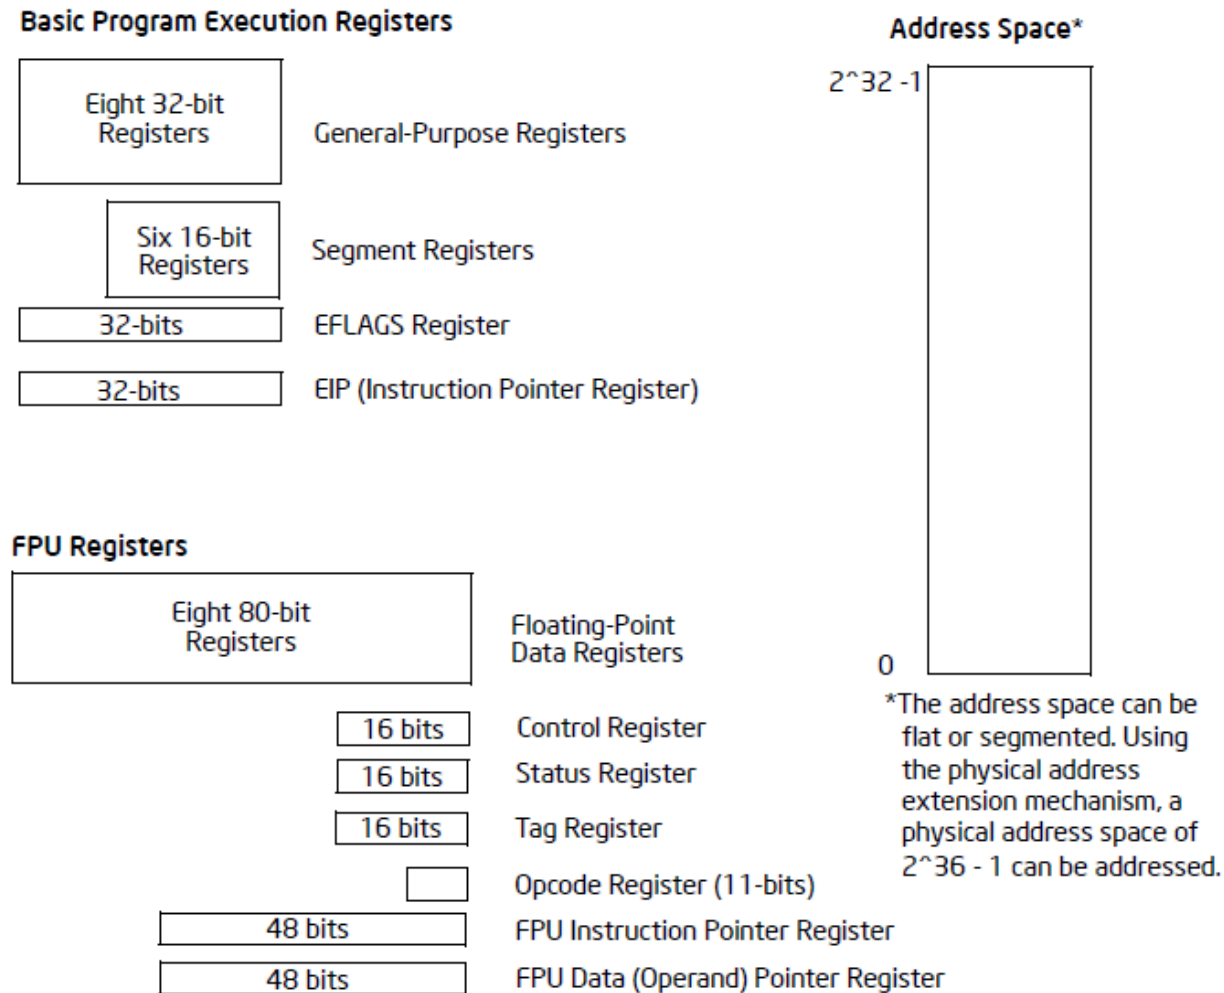 Basic Program Execution Registers
Eight 32-bit
Registers
General-Purpose Registers
Six 16-bit
Registers
Segment Registers
32-bits
EFLAGS Register
32-bits
EIP (Instruction Pointer Register)
Address Space*
2^32 -1
0
*The address space can be
flat or segmented. Using
the physical address
extension mechanism, a
physical address space of
2^36 - 1 can be addressed.
FPU Registers
Eight 80-bit
Registers
Floating-Point
Data Registers
16 bits
Control Register
16 bits
Status Register
16 bits
Tag Register
Opcode Register (11-bits)
48 bits
FPU Instruction Pointer Register
48 bits
FPU Data (Operand) Pointer Register